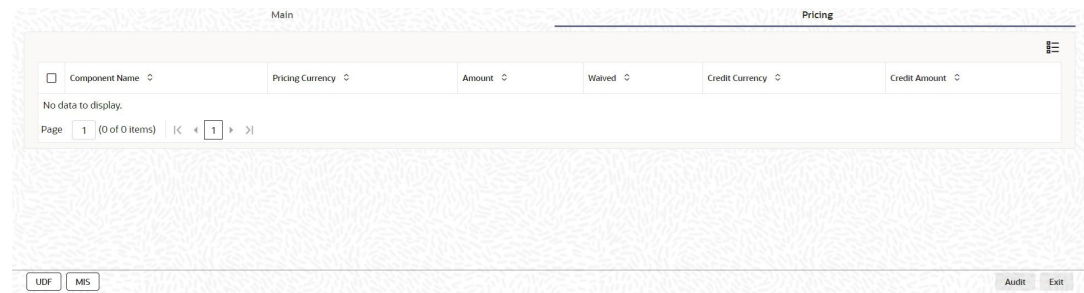 Main Pricing
Component Name Pricing Currency Amount Waived Credit Currency Credit Amount
No data to display.
Page 1 (0 of 0 items) 1
UDF MIS Audit Exit